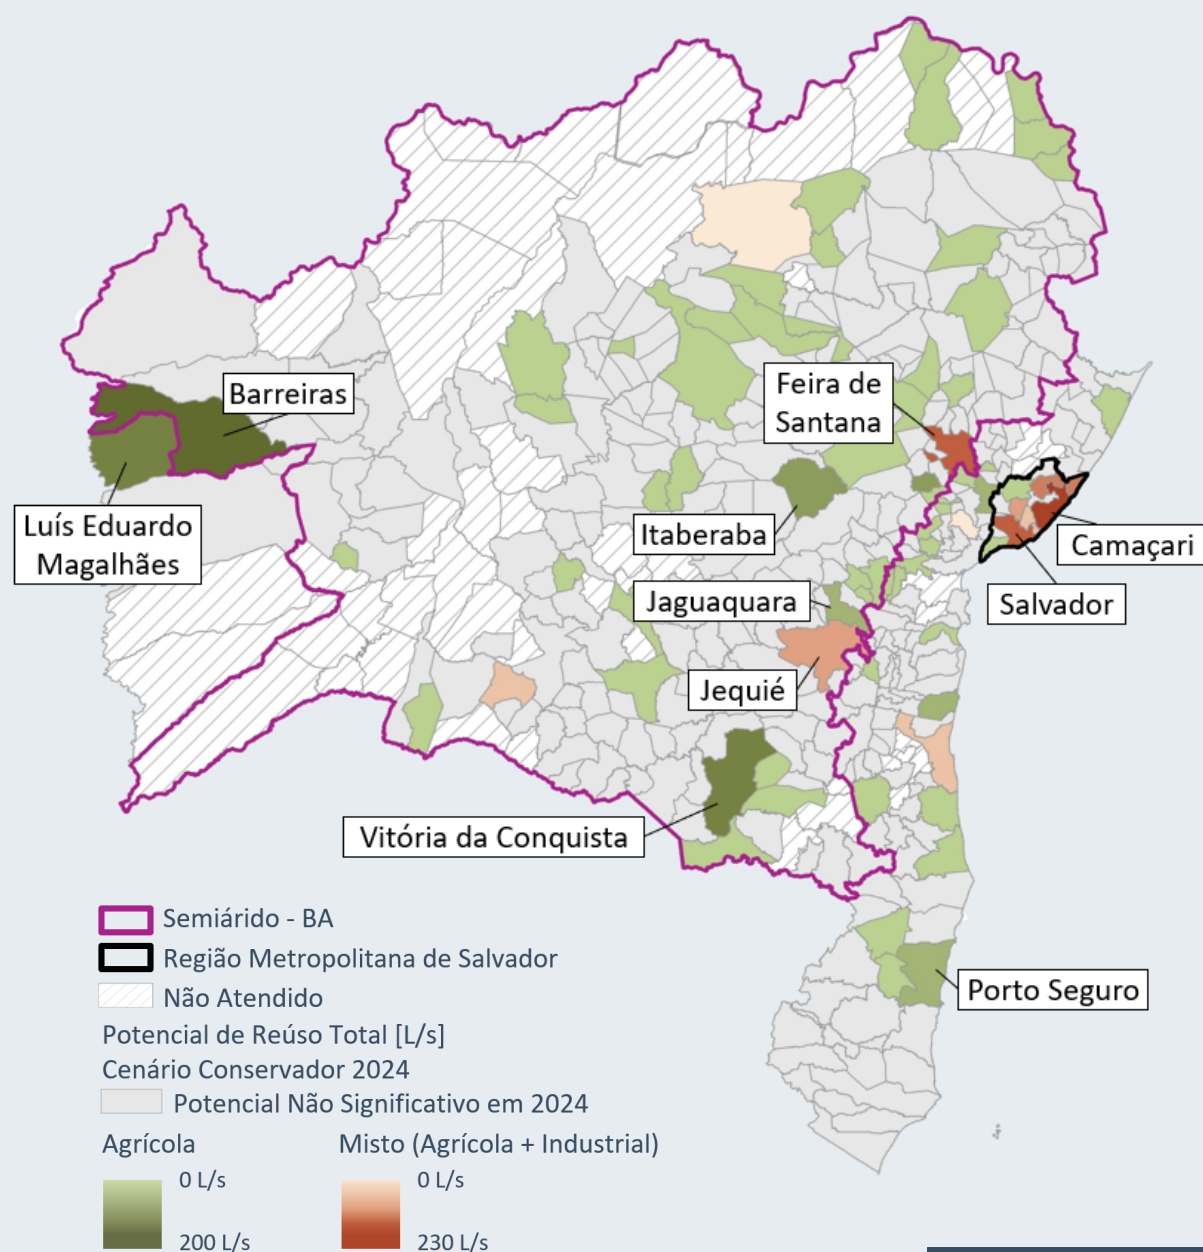 Barreiras
Feira de
Santana
Luís Eduardo
Magalhães
Itaberaba
Camaçari
Jaguaquara
Salvador
Jequié
Vitória da Conquista
Porto Seguro
Semiárido - BA
Região Metropolitana de Salvador
Não Atendido
Potencial de Reúso Total [L/s]
Cenário Conservador 2024
Potencial Não Significativo em 2024
Agrícola
Misto (Agrícola + Industrial)
0 L/s
0 L/s
200 L/s
230 L/s